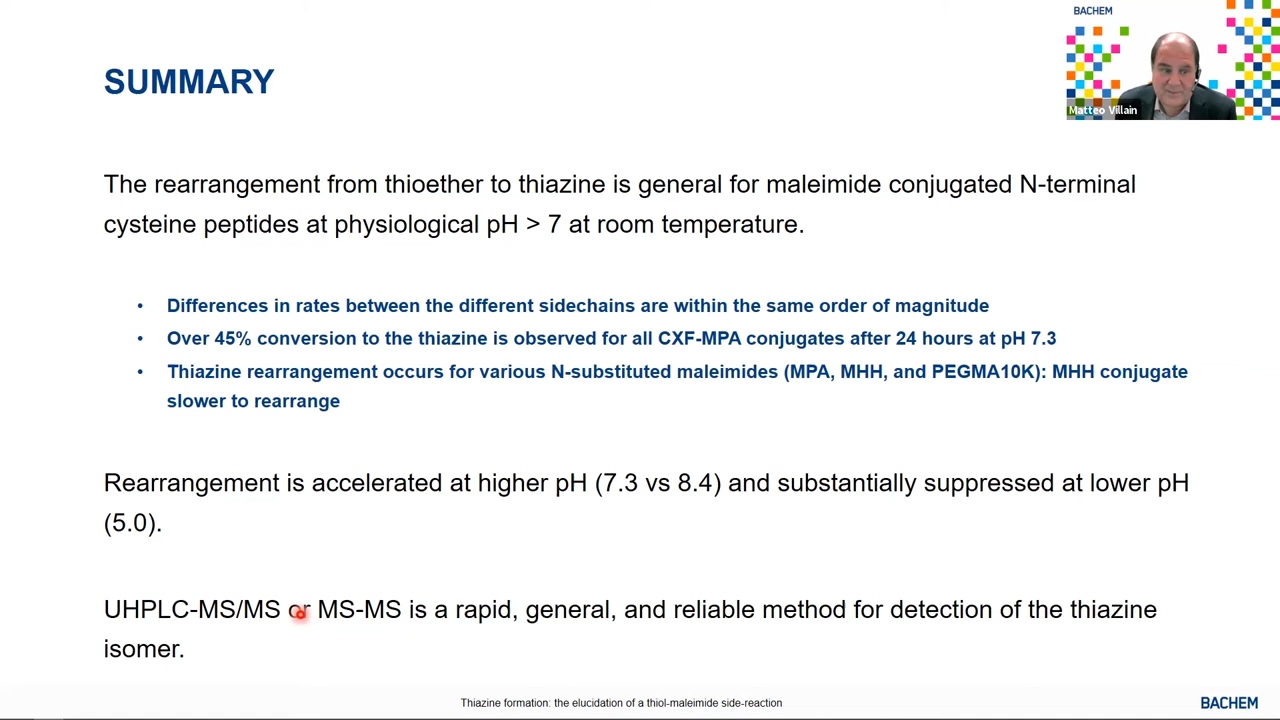 BACHEM
Matteo Villain
SUMMARY
The rearrangement from thioether to thiazine is general for maleimide conjugated N-terminal
cysteine peptides at physiological pH > 7 at room temperature.
• Differences in rates between the different sidechains are within the same order of magnitude
• Over 45% conversion to the thiazine is observed for all CXF-MPA conjugates after 24 hours at pH 7.3
• Thiazine rearrangement occurs for various N-substituted maleimides (MPA, MHH, and PEGMA10K): MHH conjugate
slower to rearrange
Rearrangement is accelerated at higher pH (7.3 vs 8.4) and substantially suppressed at lower pH
(5.0).
UHPLC-MS/MS or MS-MS is a rapid, general, and reliable method for detection of the thiazine
isomer.
Thiazine formation: the elucidation of a thiol-maleimide side-reaction
BACHEM